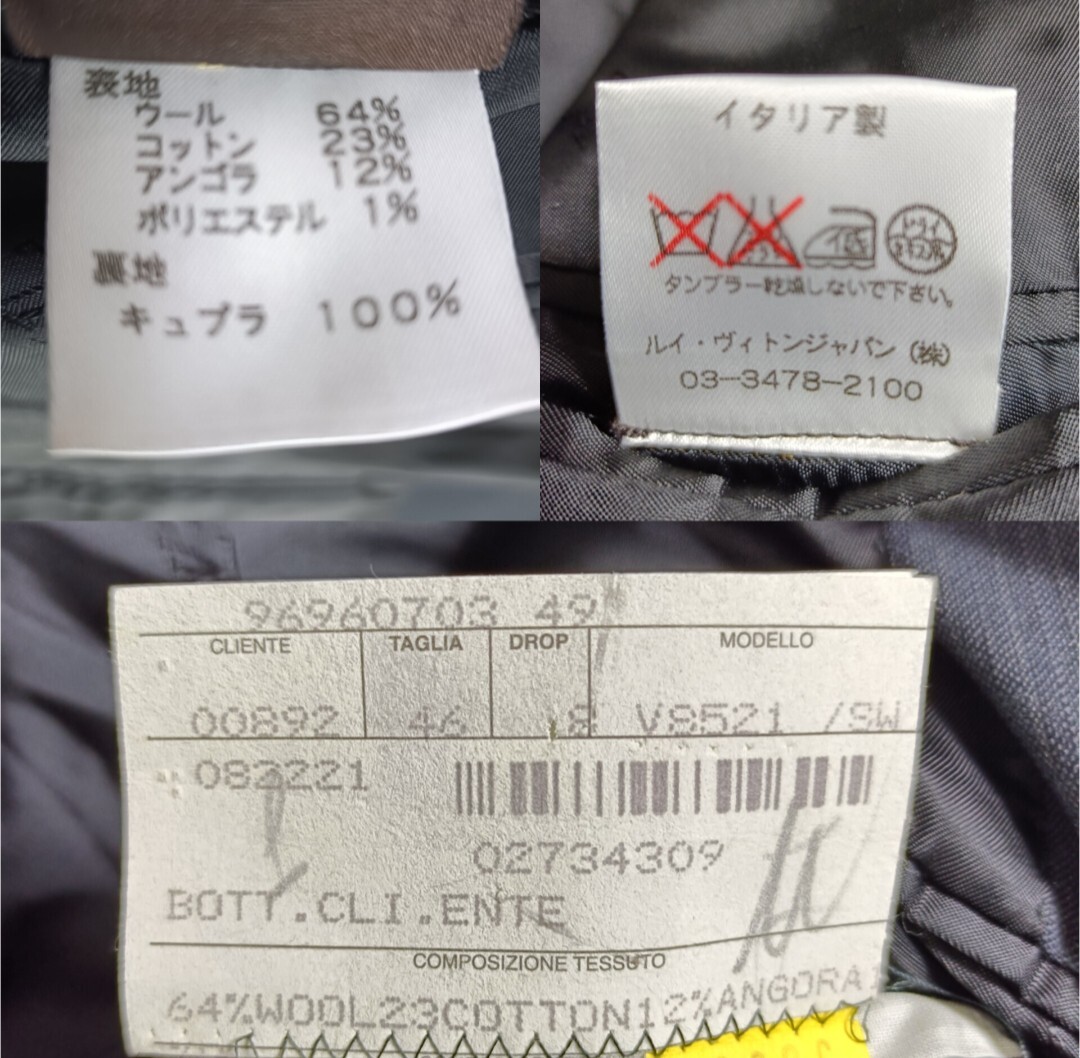 表地
ウール 64%
コットン 23%
アンゴラ 12%
ポリエステル 1%
裏地
キュプラ 100%
イタリア製
低
ドライ
タンブラー乾燥しないで下さい。
ルイ・ヴィトンジャパン (株)
03-3478-2100
96960703 49
CLIENTE TAGLIA DROP MODELLO
00892 46 8 V8521 /SW
082221
02734309
BOTT.CLI.ENTE
COMPOSIZIONE TESSUTO
64%WOOL23COTTON12%ANGORA